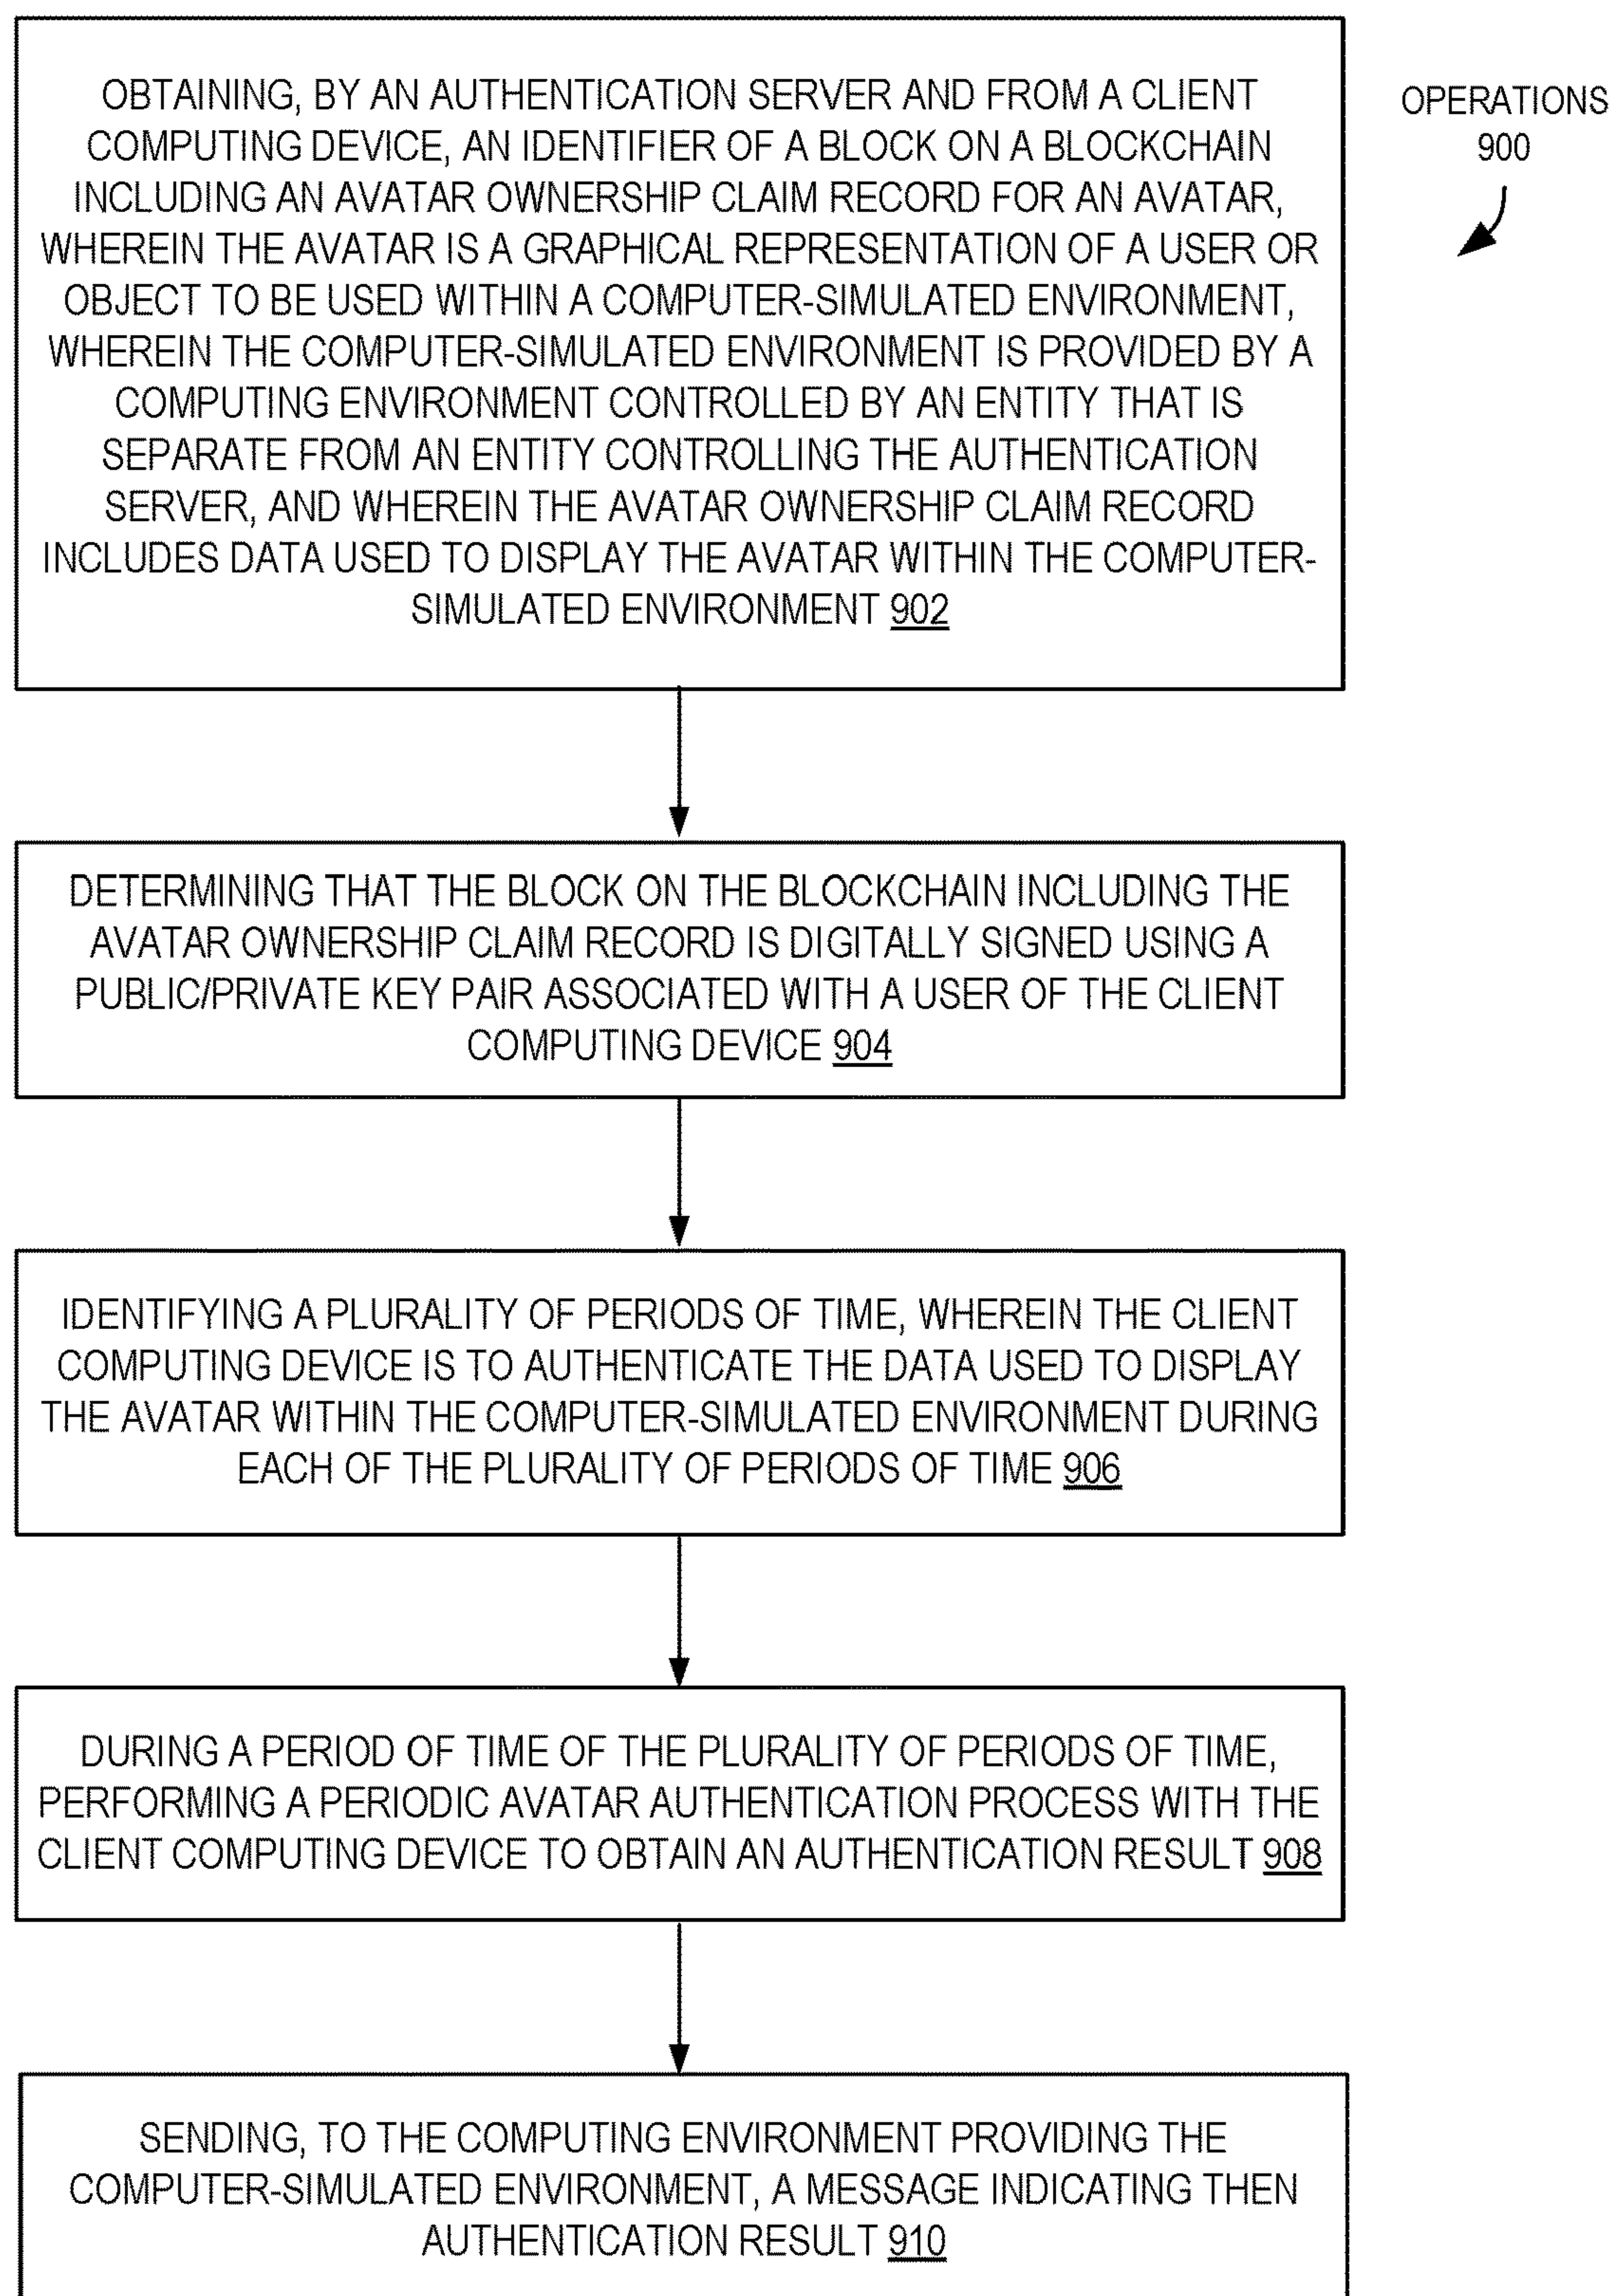 OBTAINING, BY AN AUTHENTICATION SERVER AND FROM A CLIENT
COMPUTING DEVICE, AN IDENTIFIER OF A BLOCK ON A BLOCKCHAIN
INCLUDING AN AVATAR OWNERSHIP CLAIM RECORD FOR AN AVATAR,
WHEREIN THE AVATAR IS A GRAPHICAL REPRESENTATION OF A USER OR
OBJECT TO BE USED WITHIN A COMPUTER-SIMULATED ENVIRONMENT,
WHEREIN THE COMPUTER-SIMULATED ENVIRONMENT IS PROVIDED BY A
COMPUTING ENVIRONMENT CONTROLLED BY AN ENTITY THAT IS
SEPARATE FROM AN ENTITY CONTROLLING THE AUTHENTICATION
SERVER, AND WHEREIN THE AVATAR OWNERSHIP CLAIM RECORD
INCLUDES DATA USED TO DISPLAY THE AVATAR WITHIN THE COMPUTER-
SIMULATED ENVIRONMENT 902
OPERATIONS
900
DETERMINING THAT THE BLOCK ON THE BLOCKCHAIN INCLUDING THE
AVATAR OWNERSHIP CLAIM RECORD IS DIGITALLY SIGNED USING A
PUBLIC/PRIVATE KEY PAIR ASSOCIATED WITH A USER OF THE CLIENT
COMPUTING DEVICE 904
IDENTIFYING A PLURALITY OF PERIODS OF TIME, WHEREIN THE CLIENT
COMPUTING DEVICE IS TO AUTHENTICATE THE DATA USED TO DISPLAY
THE AVATAR WITHIN THE COMPUTER-SIMULATED ENVIRONMENT DURING
EACH OF THE PLURALITY OF PERIODS OF TIME 906
DURING A PERIOD OF TIME OF THE PLURALITY OF PERIODS OF TIME,
PERFORMING A PERIODIC AVATAR AUTHENTICATION PROCESS WITH THE
CLIENT COMPUTING DEVICE TO OBTAIN AN AUTHENTICATION RESULT 908
SENDING, TO THE COMPUTING ENVIRONMENT PROVIDING THE
COMPUTER-SIMULATED ENVIRONMENT, A MESSAGE INDICATING THEN
AUTHENTICATION RESULT 910